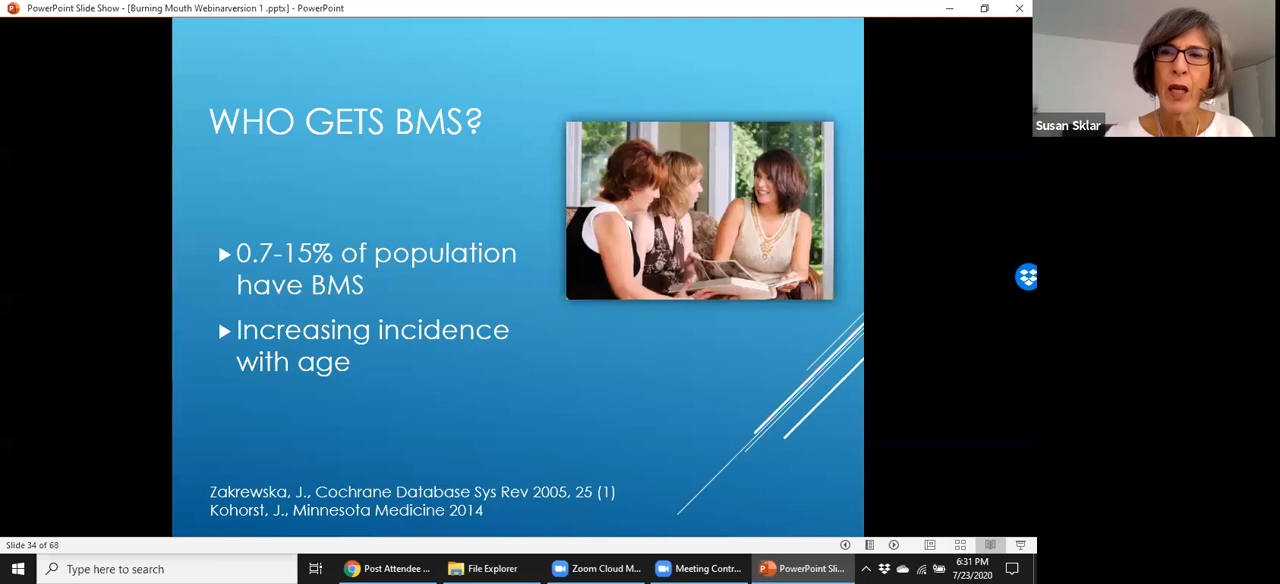 PowerPoint Slide Show - [Burning Mouth Webinarversion 1 .pptx] - PowerPoint
Susan Sklar
WHO GETS BMS?
0.7-15% of population
have BMS
Increasing incidence
with age
Zakrewska, J., Cochrane Database Sys Rev 2005, 25 (1)
Kohorst, J., Minnesota Medicine 2014
Slide 34 of 68
Type here to search
Post Attendee ...
File Explorer
Zoom Cloud M...
Meeting Contr...
PowerPoint Sli...
6:31 PM
7/23/2020